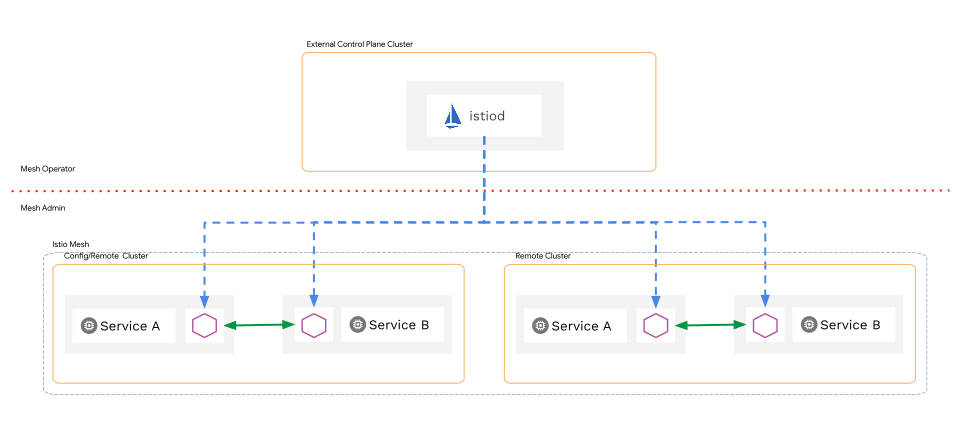 External Control Plane Cluster
istiod
Mesh Operator
Mesh Admin
Istio Mesh
Config/Remote Cluster
Remote Cluster
Service A
Service B
Service A
Service B